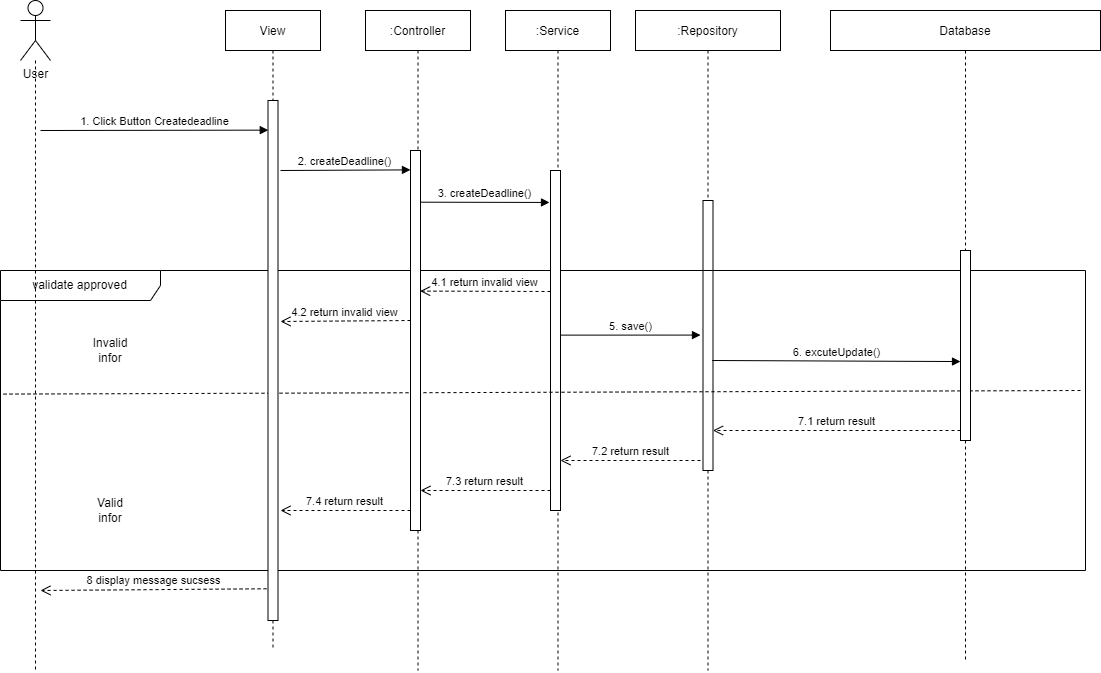 View
:Controller
:Service
:Repository
Database
User
1. Click Button Createdeadline
2. createDeadline()
3. createDeadline()
validate approved
4.1 return invalid view
4.2 return invalid view
5. save()
Invalid
infor
6. excuteUpdate()
7.1 return result
7.2 return result
7.3 return result
7.4 return result
Valid
infor
8 display message sucsess